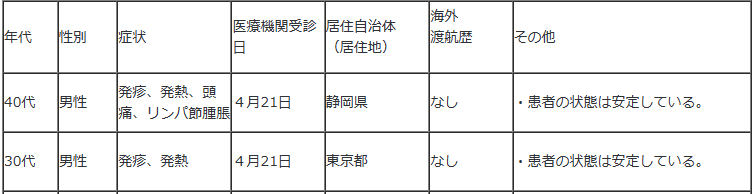 年代 性別 症状 医療機関受診日 居住自治体（居住地） 海外渡航歴 その他
40代 男性 発疹、発熱、頭痛、リンパ節腫脹 ４月21日 静岡県 なし ・患者の状態は安定している。
30代 男性 発疹、発熱 ４月21日 東京都 なし ・患者の状態は安定している。